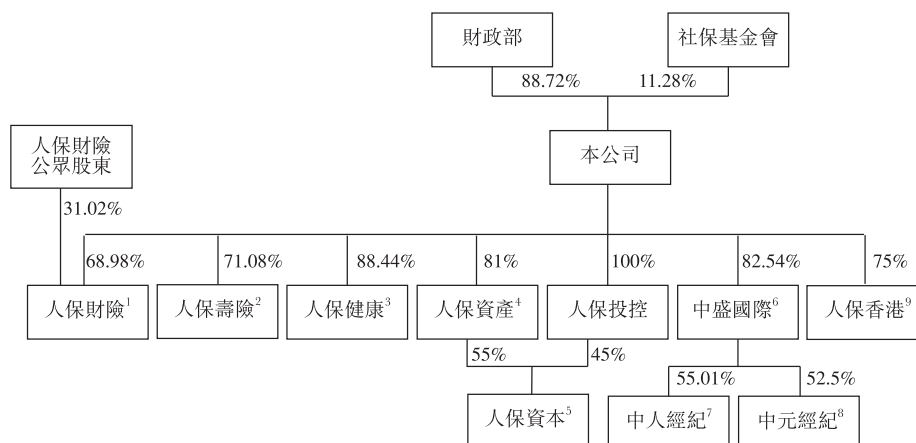 財政部
社保基金會
88.72%
11.28%
人保財險
公眾股東
本公司
31.02%
68.98%
71.08%
88.44%
81%
100%
82.54%
75%
人保財險1
人保壽險2
人保健康3
人保資產4
人保投控
中盛國際6
人保香港9
55%
45%
55.01%
52.5%
人保資本5
中人經紀7
中元經紀8